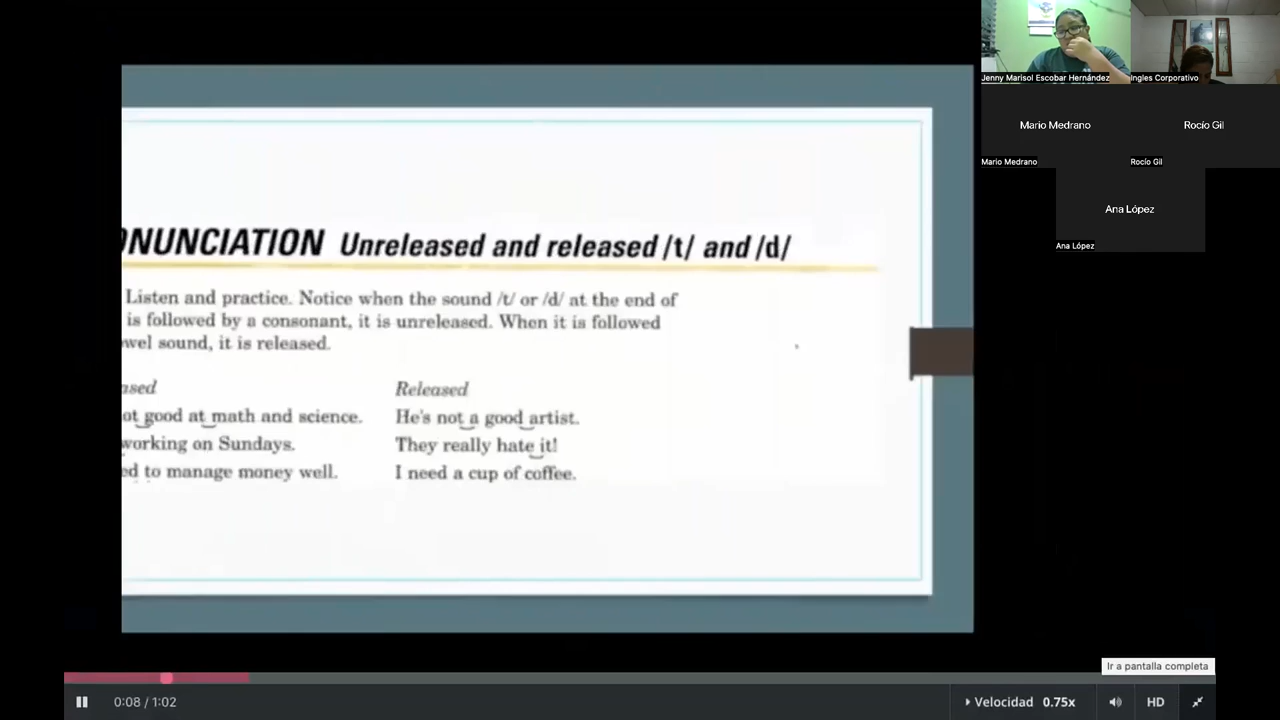 Jenny Marisol Escobar Hernández
Ingles Corporativo
Mario Medrano
Rocío Gil
Mario Medrano
Rocío Gil
Ana López
Ana López
ONUNCIATION Unreleased and released /t/ and /d/
Listen and practice. Notice when the sound /t/ or /d/ at the end of
is followed by a consonant, it is unreleased. When it is followed
wel sound, it is released.
ased
Released
ot good at math and science.
He's not a good artist.
working on Sundays.
They really hate it!
ed to manage money well.
I need a cup of coffee.
Ir a pantalla completa
0:08 / 1:02
Velocidad 0.75x
HD